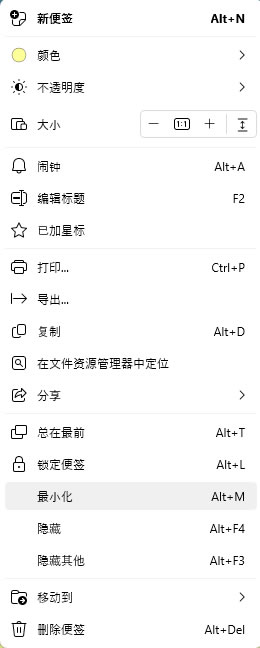 新便签 Alt+N
颜色
不透明度
大小 1:1
闹钟 Alt+A
编辑标题 F2
已加星标
打印... Ctrl+P
导出...
复制 Alt+D
在文件资源管理器中定位
分享
总在最前 Alt+T
锁定便签 Alt+L
最小化 Alt+M
隐藏 Alt+F4
隐藏其他 Alt+F3
移动到
删除便签 Alt+Del